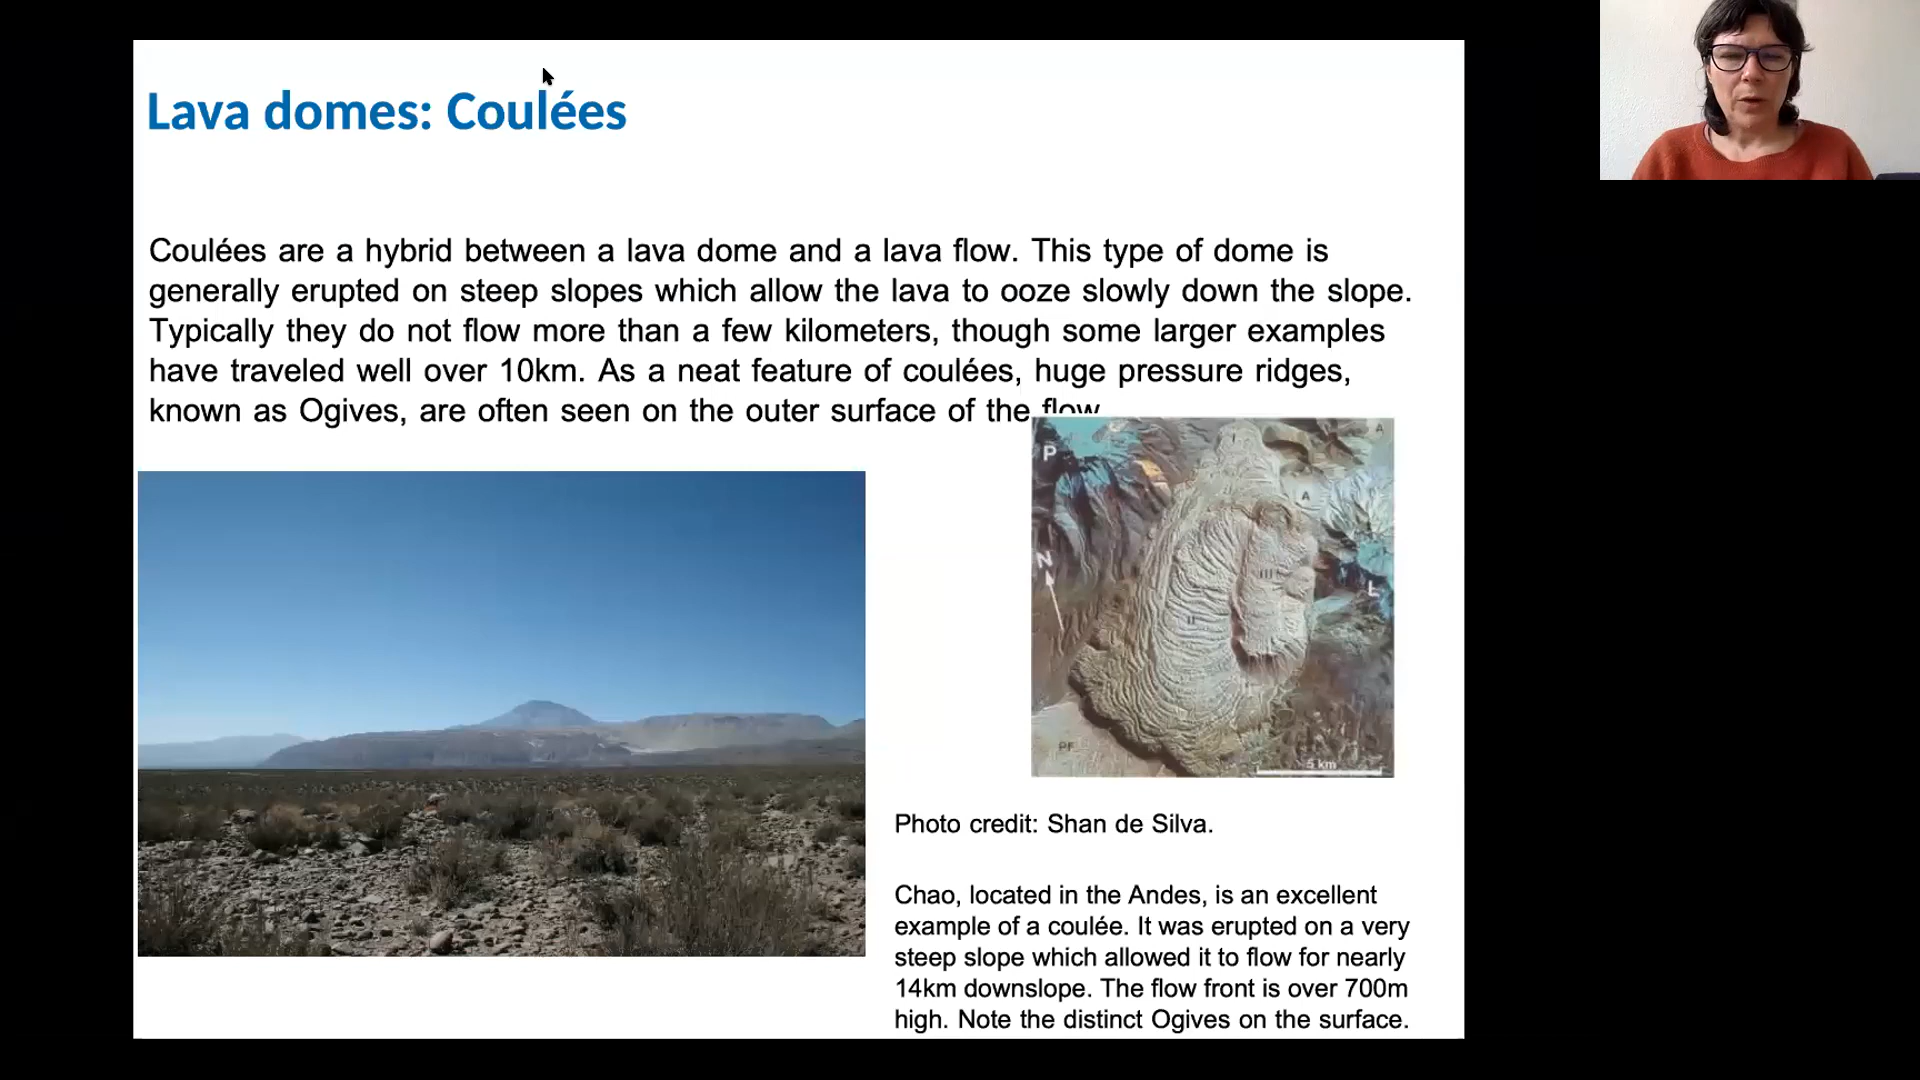 Lava domes: Coulées
Coulées are a hybrid between a lava dome and a lava flow. This type of dome is
generally erupted on steep slopes which allow the lava to ooze slowly down the slope.
Typically they do not flow more than a few kilometers, though some larger examples
have traveled well over 10km. As a neat feature of coulées, huge pressure ridges,
known as Ogives, are often seen on the outer surface of the flow
I
A
P
A
N
III
L
II
PF
5 km
Photo credit: Shan de Silva.
Chao, located in the Andes, is an excellent
example of a coulée. It was erupted on a very
steep slope which allowed it to flow for nearly
14km downslope. The flow front is over 700m
high. Note the distinct Ogives on the surface.